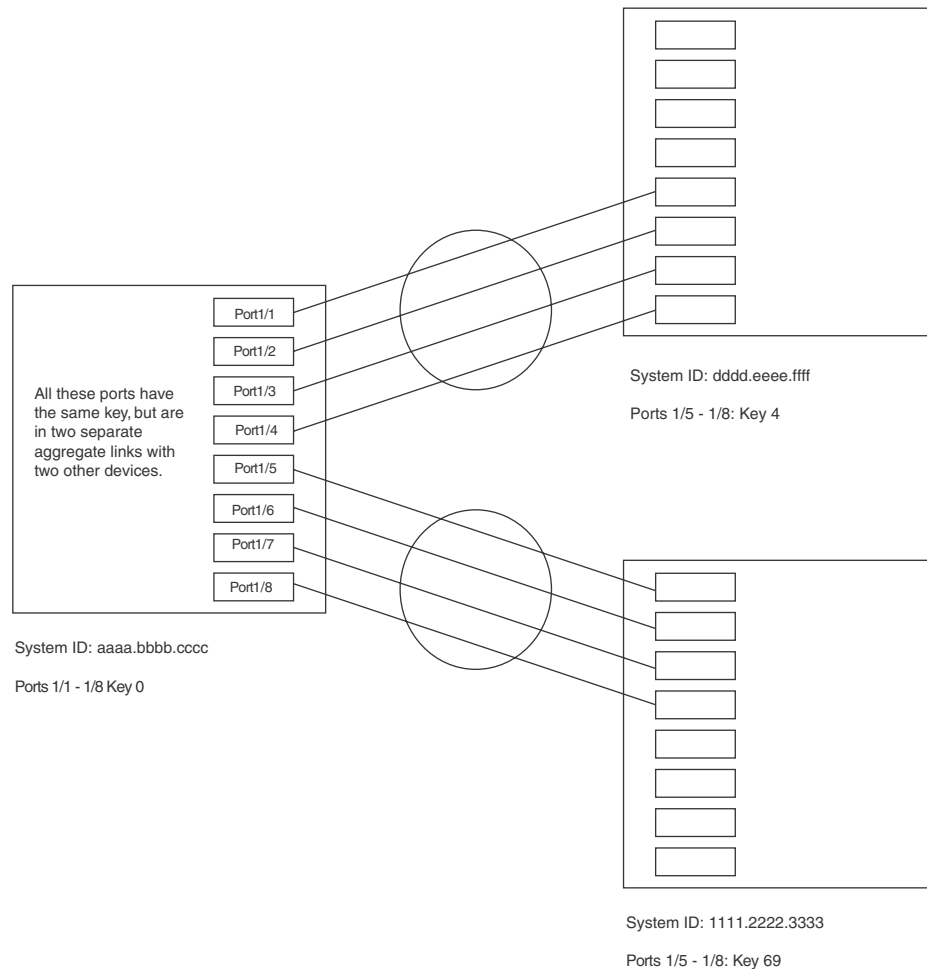 All these ports have
the same key, but are
in two separate
aggregate links with
two other devices.
Port1/1
Port1/2
Port1/3
Port1/4
Port1/5
Port1/6
Port1/7
Port1/8
System ID: aaaa.bbbb.cccc
Ports 1/1 - 1/8 Key 0
System ID: dddd.eeee.ffff
Ports 1/5 - 1/8: Key 4
System ID: 1111.2222.3333
Ports 1/5 - 1/8: Key 69